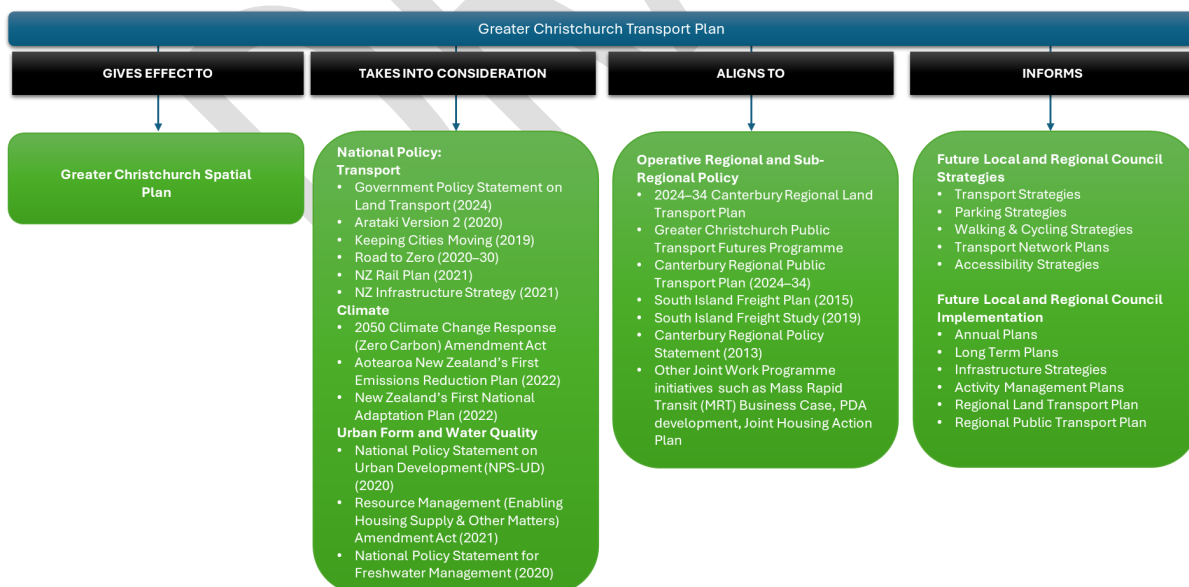 Greater Christchurch Transport Plan
GIVES EFFECT TO
TAKES INTO CONSIDERATION
ALIGNS TO
INFORMS
Greater Christchurch Spatial
Plan
National Policy:
Transport
• Government Policy Statement on
Land Transport (2024)
• Arataki Version 2 (2020)
• Keeping Cities Moving (2019)
• Road to Zero (2020–30)
• NZ Rail Plan (2021)
• NZ Infrastructure Strategy (2021)
Climate
• 2050 Climate Change Response
(Zero Carbon) Amendment Act
• Aotearoa New Zealand's First
Emissions Reduction Plan (2022)
• New Zealand's First National
Adaptation Plan (2022)
Urban Form and Water Quality
• National Policy Statement on
Urban Development (NPS-UD)
(2020)
• Resource Management (Enabling
Housing Supply & Other Matters)
Amendment Act (2021)
• National Policy Statement for
Freshwater Management (2020)
Operative Regional and Sub-
Regional Policy
• 2024–34 Canterbury Regional Land
Transport Plan
• Greater Christchurch Public
Transport Futures Programme
• Canterbury Regional Public
Transport Plan (2024–34)
• South Island Freight Plan (2015)
• South Island Freight Study (2019)
• Canterbury Regional Policy
Statement (2013)
• Other Joint Work Programme
initiatives such as Mass Rapid
Transit (MRT) Business Case, PDA
development, Joint Housing Action
Plan
Future Local and Regional Council
Strategies
• Transport Strategies
• Parking Strategies
• Walking & Cycling Strategies
• Transport Network Plans
• Accessibility Strategies
Future Local and Regional Council
Implementation
• Annual Plans
• Long Term Plans
• Infrastructure Strategies
• Activity Management Plans
• Regional Land Transport Plan
• Regional Public Transport Plan